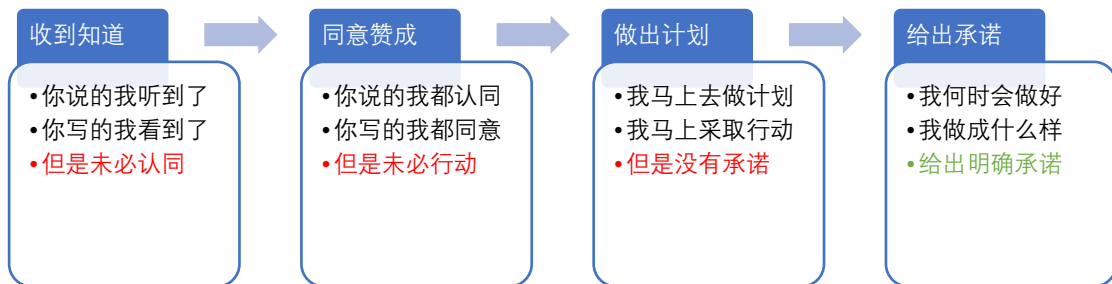 收到知道
•你说的我听到了
•你写的我看到了
•但是未必认同
同意赞成
•你说的我都认同
•你写的我都同意
•但是未必行动
做出计划
•我马上去做计划
•我马上采取行动
•但是没有承诺
给出承诺
•我何时会做好
•我做成什么样
•给出明确承诺